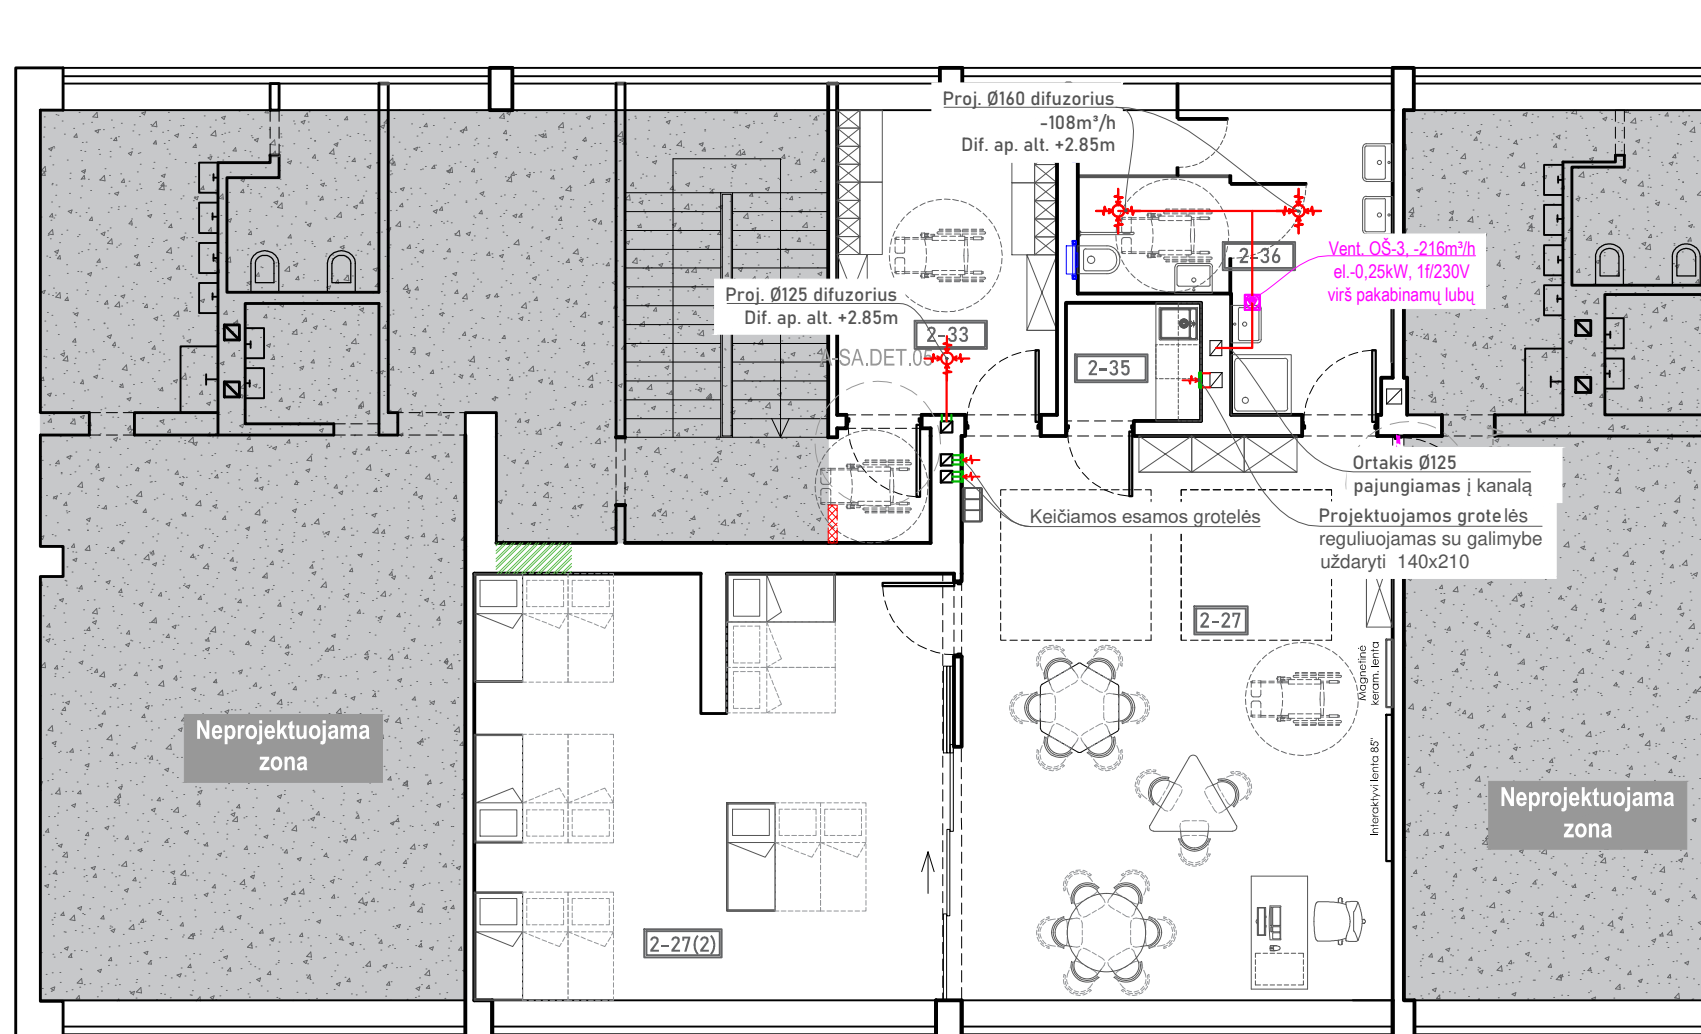 Proj. Ø160 difuzorius
-108m³/h
Dif. ap. alt. +2.85m
2-36
Vent. OŠ-3, -216m³/h
el.-0,25kW, 1f/230V
virš pakabinamų lubų
Proj. Ø125 difuzorius
Dif. ap. alt. +2.85m
2-33
A-SA.DET.05
2-35
Ortakis Ø125
pajungiamas į kanalą
Keičiamos esamos grotelės
Projektuojamos grotelės
reguliuojamas su galimybe
uždaryti 140x210
2-27
Magnetinė
keram. lenta
Neprojektuojama
zona
Interaktyvi lenta 85"
Neprojektuojama
zona
2-27(2)